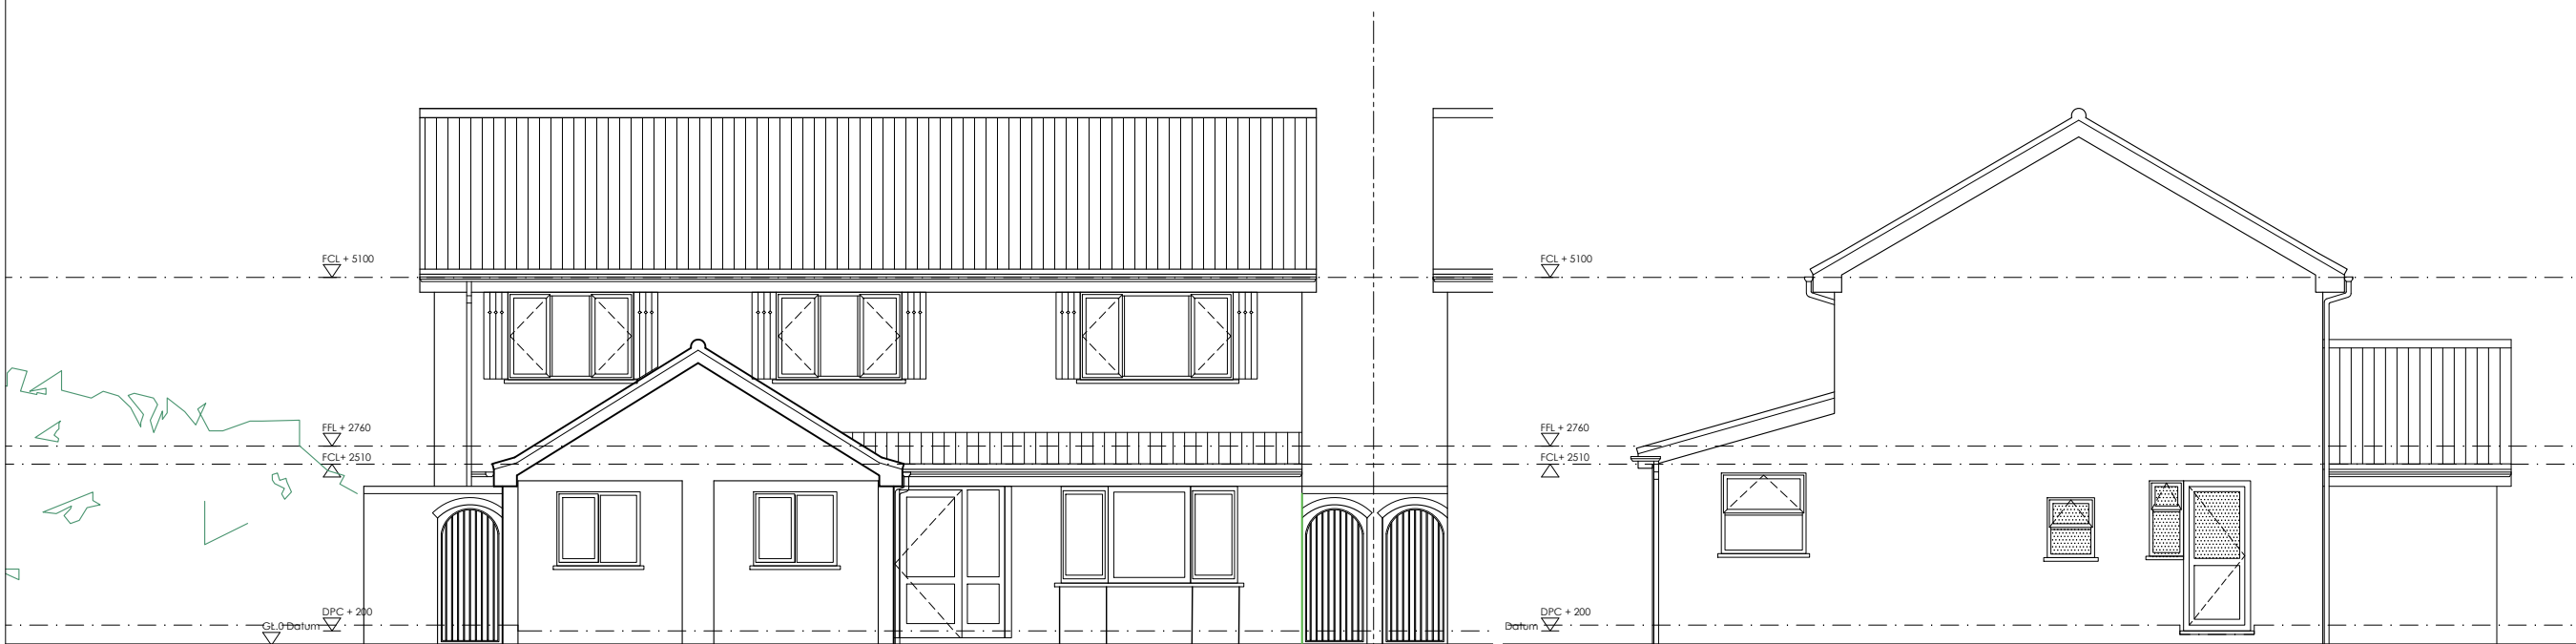 FCL + 5100
FCL + 5100
FFL + 2760
FFL + 2760
FCL+ 2510
FCL+ 2510
DPC + 200
DPC + 200
GL.0 Datum
Datum